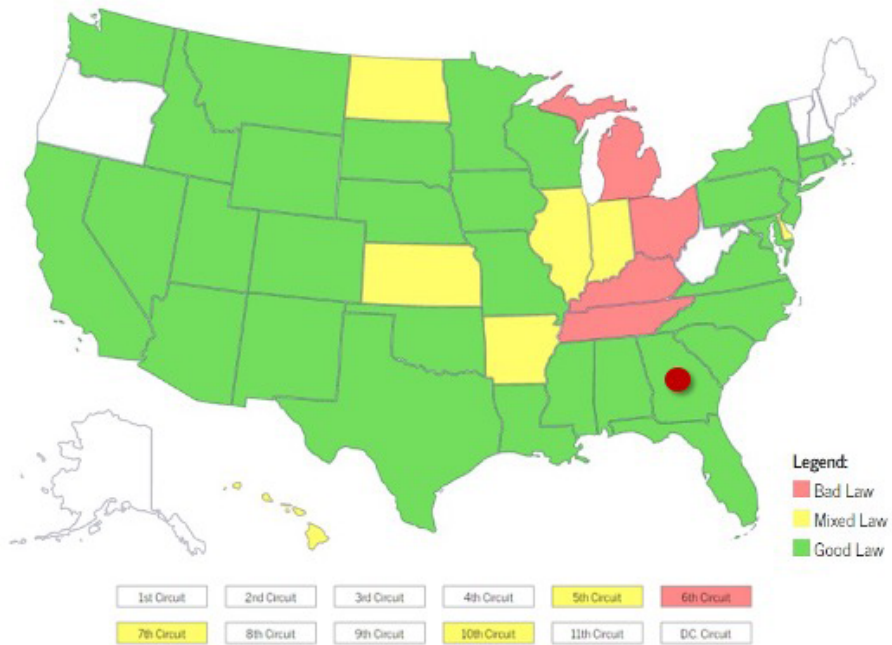 Legend:
Bad Law
Mixed Law
Good Law
1st Circuit
2nd Circuit
3rd Circuit
4th Circuit
5th Circuit
6th Circuit
7th Circuit
8th Circuit
9th Circuit
10th Circuit
11th Circuit
D.C. Circuit